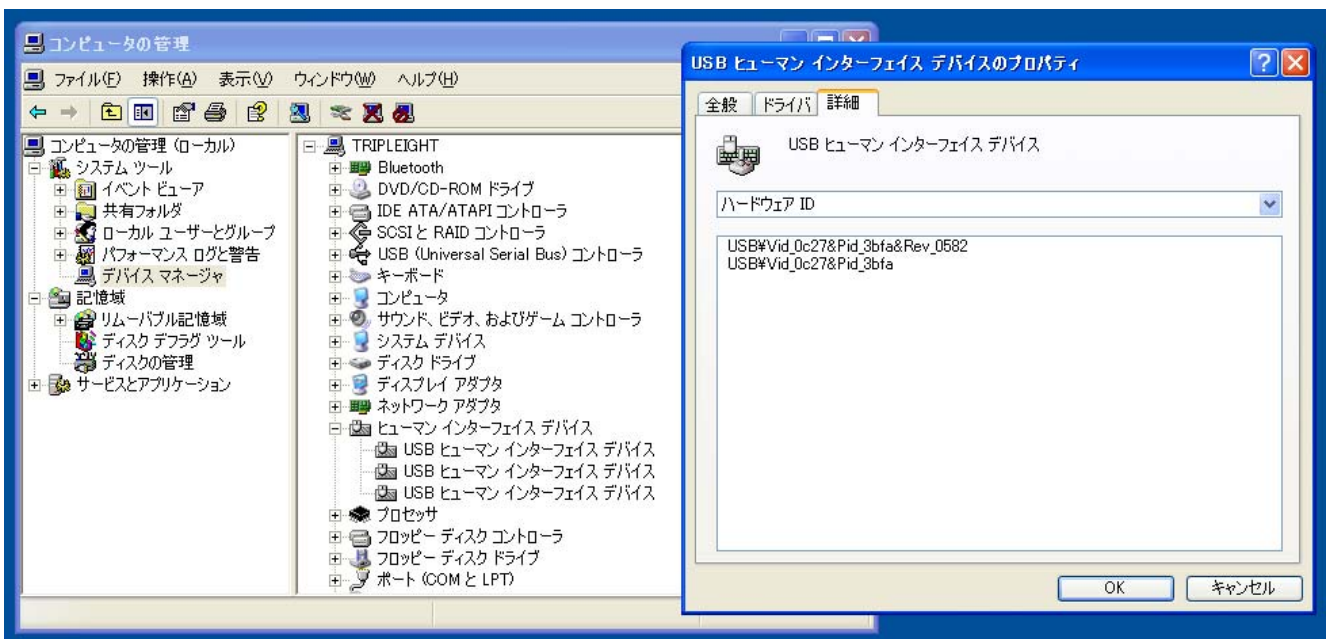 コンピュータの管理
ファイル(F) 操作(A) 表示(V) ウィンドウ(W) ヘルプ(H)
コンピュータの管理 (ローカル)
システム ツール
イベント ビューア
共有フォルダ
ローカル ユーザーとグループ
パフォーマンス ログと警告
デバイス マネージャ
記憶域
リムーバブル記憶域
ディスク デフラグ ツール
ディスクの管理
サービスとアプリケーション
TRIPLEIGHT
Bluetooth
DVD/CD-ROM ドライブ
IDE ATA/ATAPI コントローラ
SCSI と RAID コントローラ
USB (Universal Serial Bus) コントローラ
キーボード
コンピュータ
サウンド、ビデオ、およびゲーム コントローラ
システム デバイス
ディスク ドライブ
ディスプレイ アダプタ
ネットワーク アダプタ
ヒューマン インターフェイス デバイス
USB ヒューマン インターフェイス デバイス
USB ヒューマン インターフェイス デバイス
USB ヒューマン インターフェイス デバイス
プロセッサ
フロッピー ディスク コントローラ
フロッピー ディスク ドライブ
ポート (COM と LPT)
USB ヒューマン インターフェイス デバイスのプロパティ
全般 ドライバ 詳細
USB ヒューマン インターフェイス デバイス
ハードウェア ID
USB¥Vid_0c27&Pid_3bfa&Rev_0582
USB¥Vid_0c27&Pid_3bfa
OK キャンセル